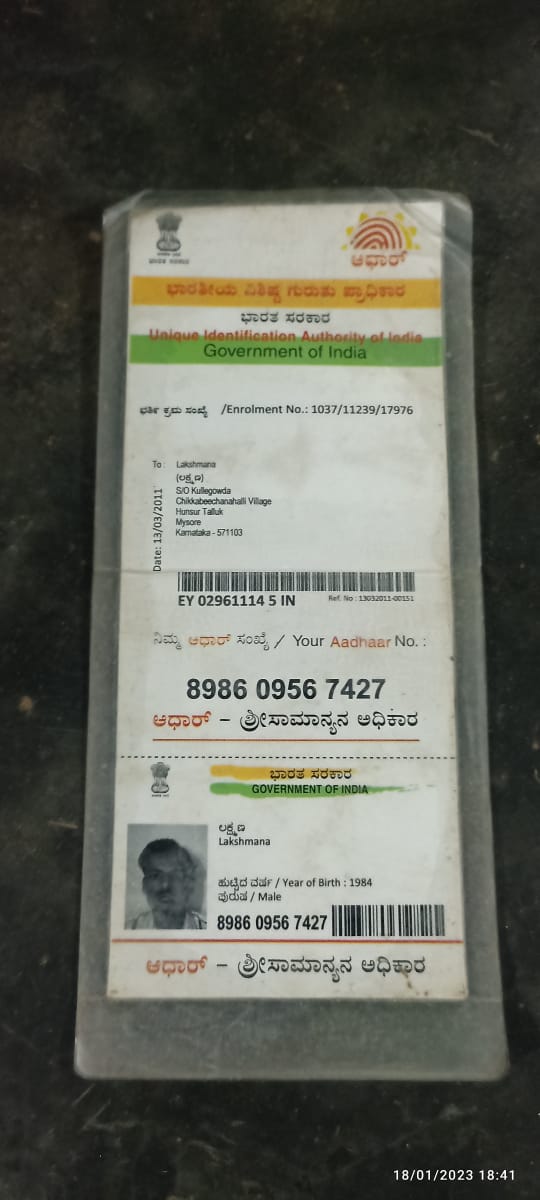 ಭಾರತ ಸರಕಾರ
ಆಧಾರ್
ಭಾರತೀಯ ವಿಶಿಷ್ಟ ಗುರುತು ಪ್ರಾಧಿಕಾರ
ಭಾರತ ಸರಕಾರ
Unique Identification Authority of India
Government of India
ಭರ್ತಿ ಕ್ರಮ ಸಂಖ್ಯೆ /Enrolment No.: 1037/11239/17976
To : Lakshmana
(ಲಕ್ಷ್ಮಣ)
S/O Kullegowda
Chikkabeechanahalli Village
Hunsur Talluk
Mysore
Karnataka - 571103
Date: 13/03/2011
EY 02961114 5 IN
Ref. No : 13032011-00151
ನಿಮ್ಮ ಆಧಾರ್ ಸಂಖ್ಯೆ / Your Aadhaar No. :
8986 0956 7427
ಆಧಾರ್ – ಶ್ರೀಸಾಮಾನ್ಯನ ಅಧಿಕಾರ
ಭಾರತ ಸರಕಾರ
GOVERNMENT OF INDIA
ಲಕ್ಷ್ಮಣ
Lakshmana
ಹುಟ್ಟಿದ ವರ್ಷ / Year of Birth : 1984
ಪುರುಷ / Male
8986 0956 7427
ಆಧಾರ್ – ಶ್ರೀಸಾಮಾನ್ಯನ ಅಧಿಕಾರ
18/01/2023 18:41